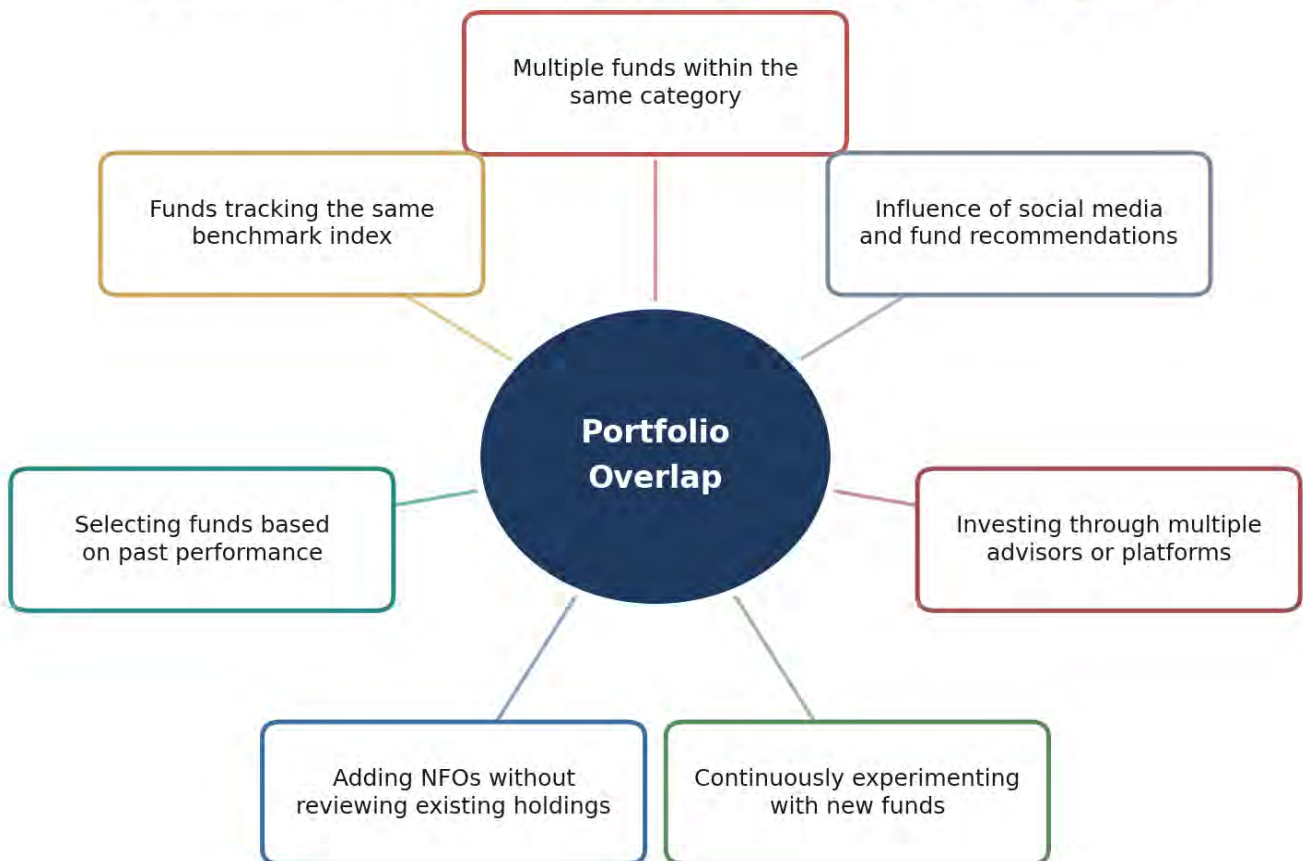 Multiple funds within the
same category
Funds tracking the same
benchmark index
Influence of social media
and fund recommendations
Portfolio
Overlap
Selecting funds based
on past performance
Investing through multiple
advisors or platforms
Adding NFOs without
reviewing existing holdings
Continuously experimenting
with new funds